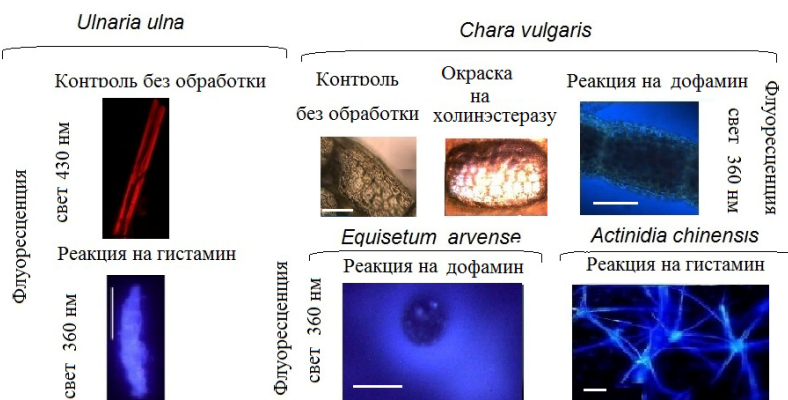 Ulnaria ulna
Контроль без обработки
Флуоресценция
свет 430 нм
Реакция на гистамин
свет 360 нм
Chara vulgaris
Контроль
без обработки
Окраска
на
холинэстеразу
Реакция на дофамин
свет 360 нм
Флуоресценция
Equisetum arvense
Реакция на дофамин
Флуоресценция
свет 360 нм
Actinidia chinensis
Реакция на гистамин